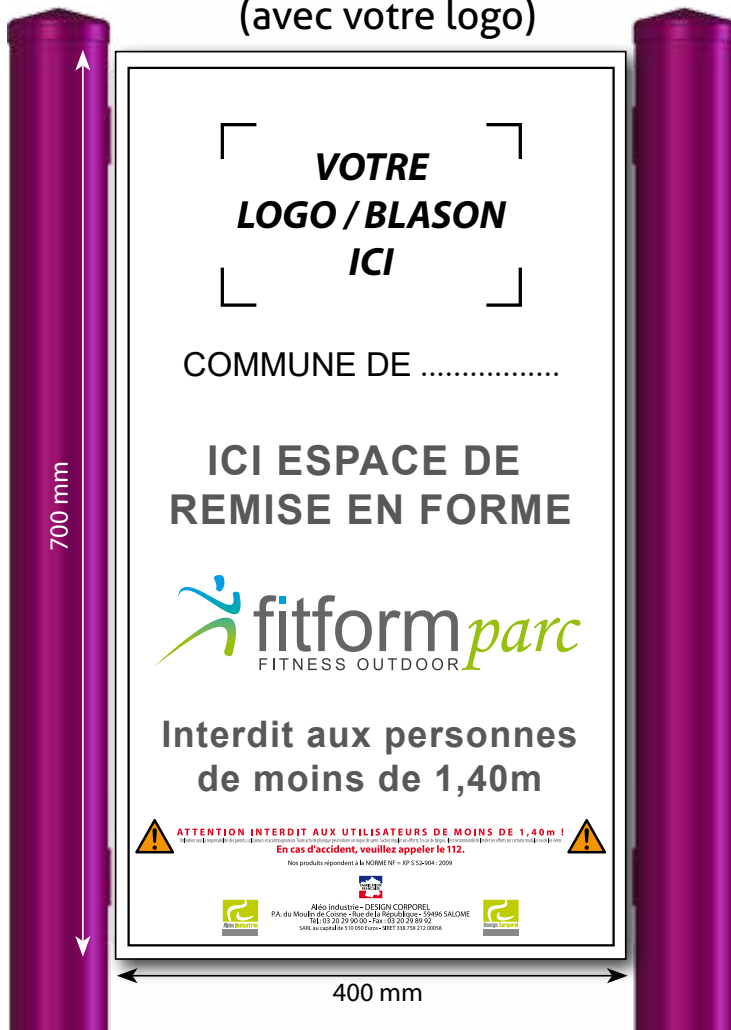 (avec votre logo)
VOTRE
LOGO / BLASON
ICI
COMMUNE DE .................
ICI ESPACE DE
REMISE EN FORME
fitform parc
FITNESS OUTDOOR
Interdit aux personnes
de moins de 1,40m
ATTENTION INTERDIT AUX UTILISATEURS DE MOINS DE 1,40m !
En cas d'accident, veuillez appeler le 112.
Nos produits répondent à la NORME NF = XP S 52-904 : 2009
Aléo industrie - DESIGN CORPOREL
P.A. du Moulin de Coisne - Rue de la République - 59496 SALOME
Tél.: 03 20 29 90 00 - Fax : 03 20 29 89 92
SARL au capital de 510 050 Euros - SIRET 338 758 212 00058
Aléo Industrie
Design Corporel
700 mm
400 mm